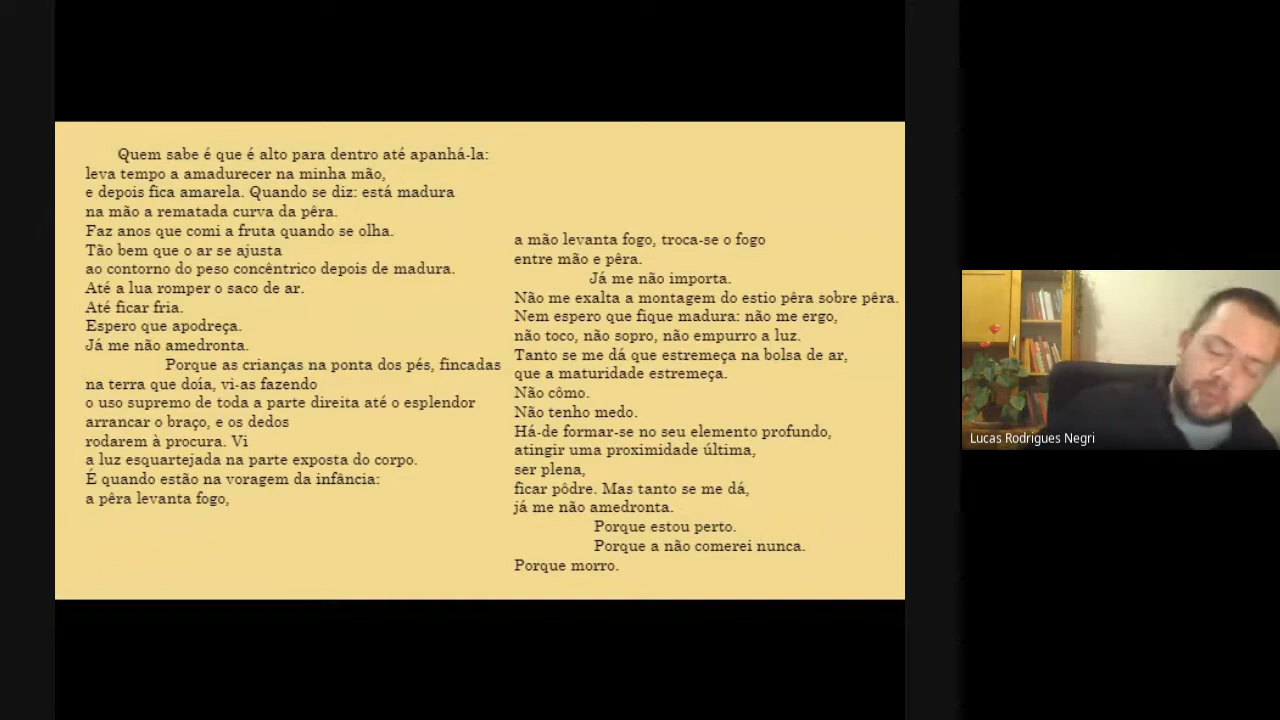 Quem sabe é que é alto para dentro até apanhá-la:
leva tempo a amadurecer na minha mão,
e depois fica amarela. Quando se diz: está madura
na mão a rematada curva da pêra.
Faz anos que comi a fruta quando se olha.
Tão bem que o ar se ajusta
ao contorno do peso concêntrico depois de madura.
Até a lua romper o saco de ar.
Até ficar fria.
Espero que apodreça.
Já me não amedronta.
Porque as crianças na ponta dos pés, fincadas
na terra que doía, vi-as fazendo
o uso supremo de toda a parte direita até o esplendor
arrancar o braço, e os dedos
rodarem à procura. Vi
a luz esquartejada na parte exposta do corpo.
É quando estão na voragem da infância:
a pêra levanta fogo,
a mão levanta fogo, troca-se o fogo
entre mão e pêra.
Já me não importa.
Não me exalta a montagem do estio pêra sobre pêra.
Nem espero que fique madura: não me ergo,
não toco, não sopro, não empurro a luz.
Tanto se me dá que estremeça na bolsa de ar,
que a maturidade estremeça.
Não cômo.
Não tenho medo.
Há-de formar-se no seu elemento profundo,
atingir uma proximidade última,
ser plena,
ficar pôdre. Mas tanto se me dá,
já me não amedronta.
Porque estou perto.
Porque a não comerei nunca.
Porque morro.
Lucas Rodrigues Negri